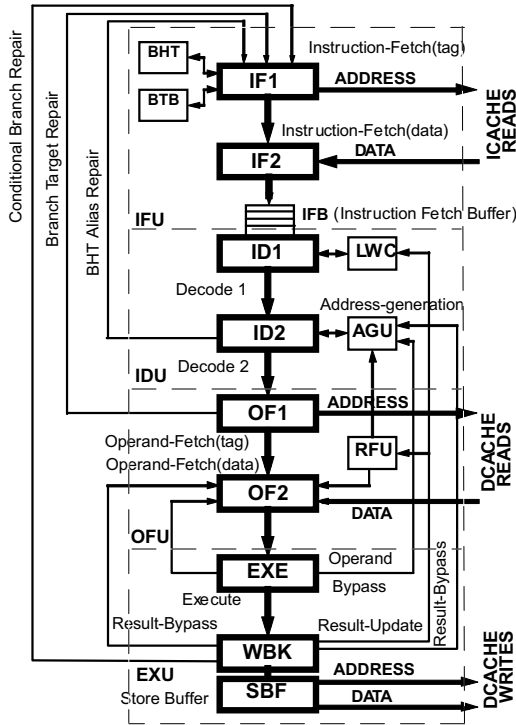 Conditional Branch Repair
Branch Target Repair
BHT Alias Repair
BHT
BTB
Instruction-Fetch(tag)
IF1
ADDRESS
Instruction-Fetch(data)
IF2
DATA
ICACHE
READS
IFU
IFB (Instruction Fetch Buffer)
ID1
LWC
Decode 1
Address-generation
ID2
AGU
Decode 2
IDU
OF1
ADDRESS
Operand-Fetch(tag)
RFU
Operand-Fetch(data)
OF2
DATA
DCACHE
READS
OFU
EXE
Operand
Bypass
Execute
Result-Bypass
Result-Bypass
Result-Update
WBK
EXU
ADDRESS
Store Buffer
SBF
DATA
DCACHE
WRITES